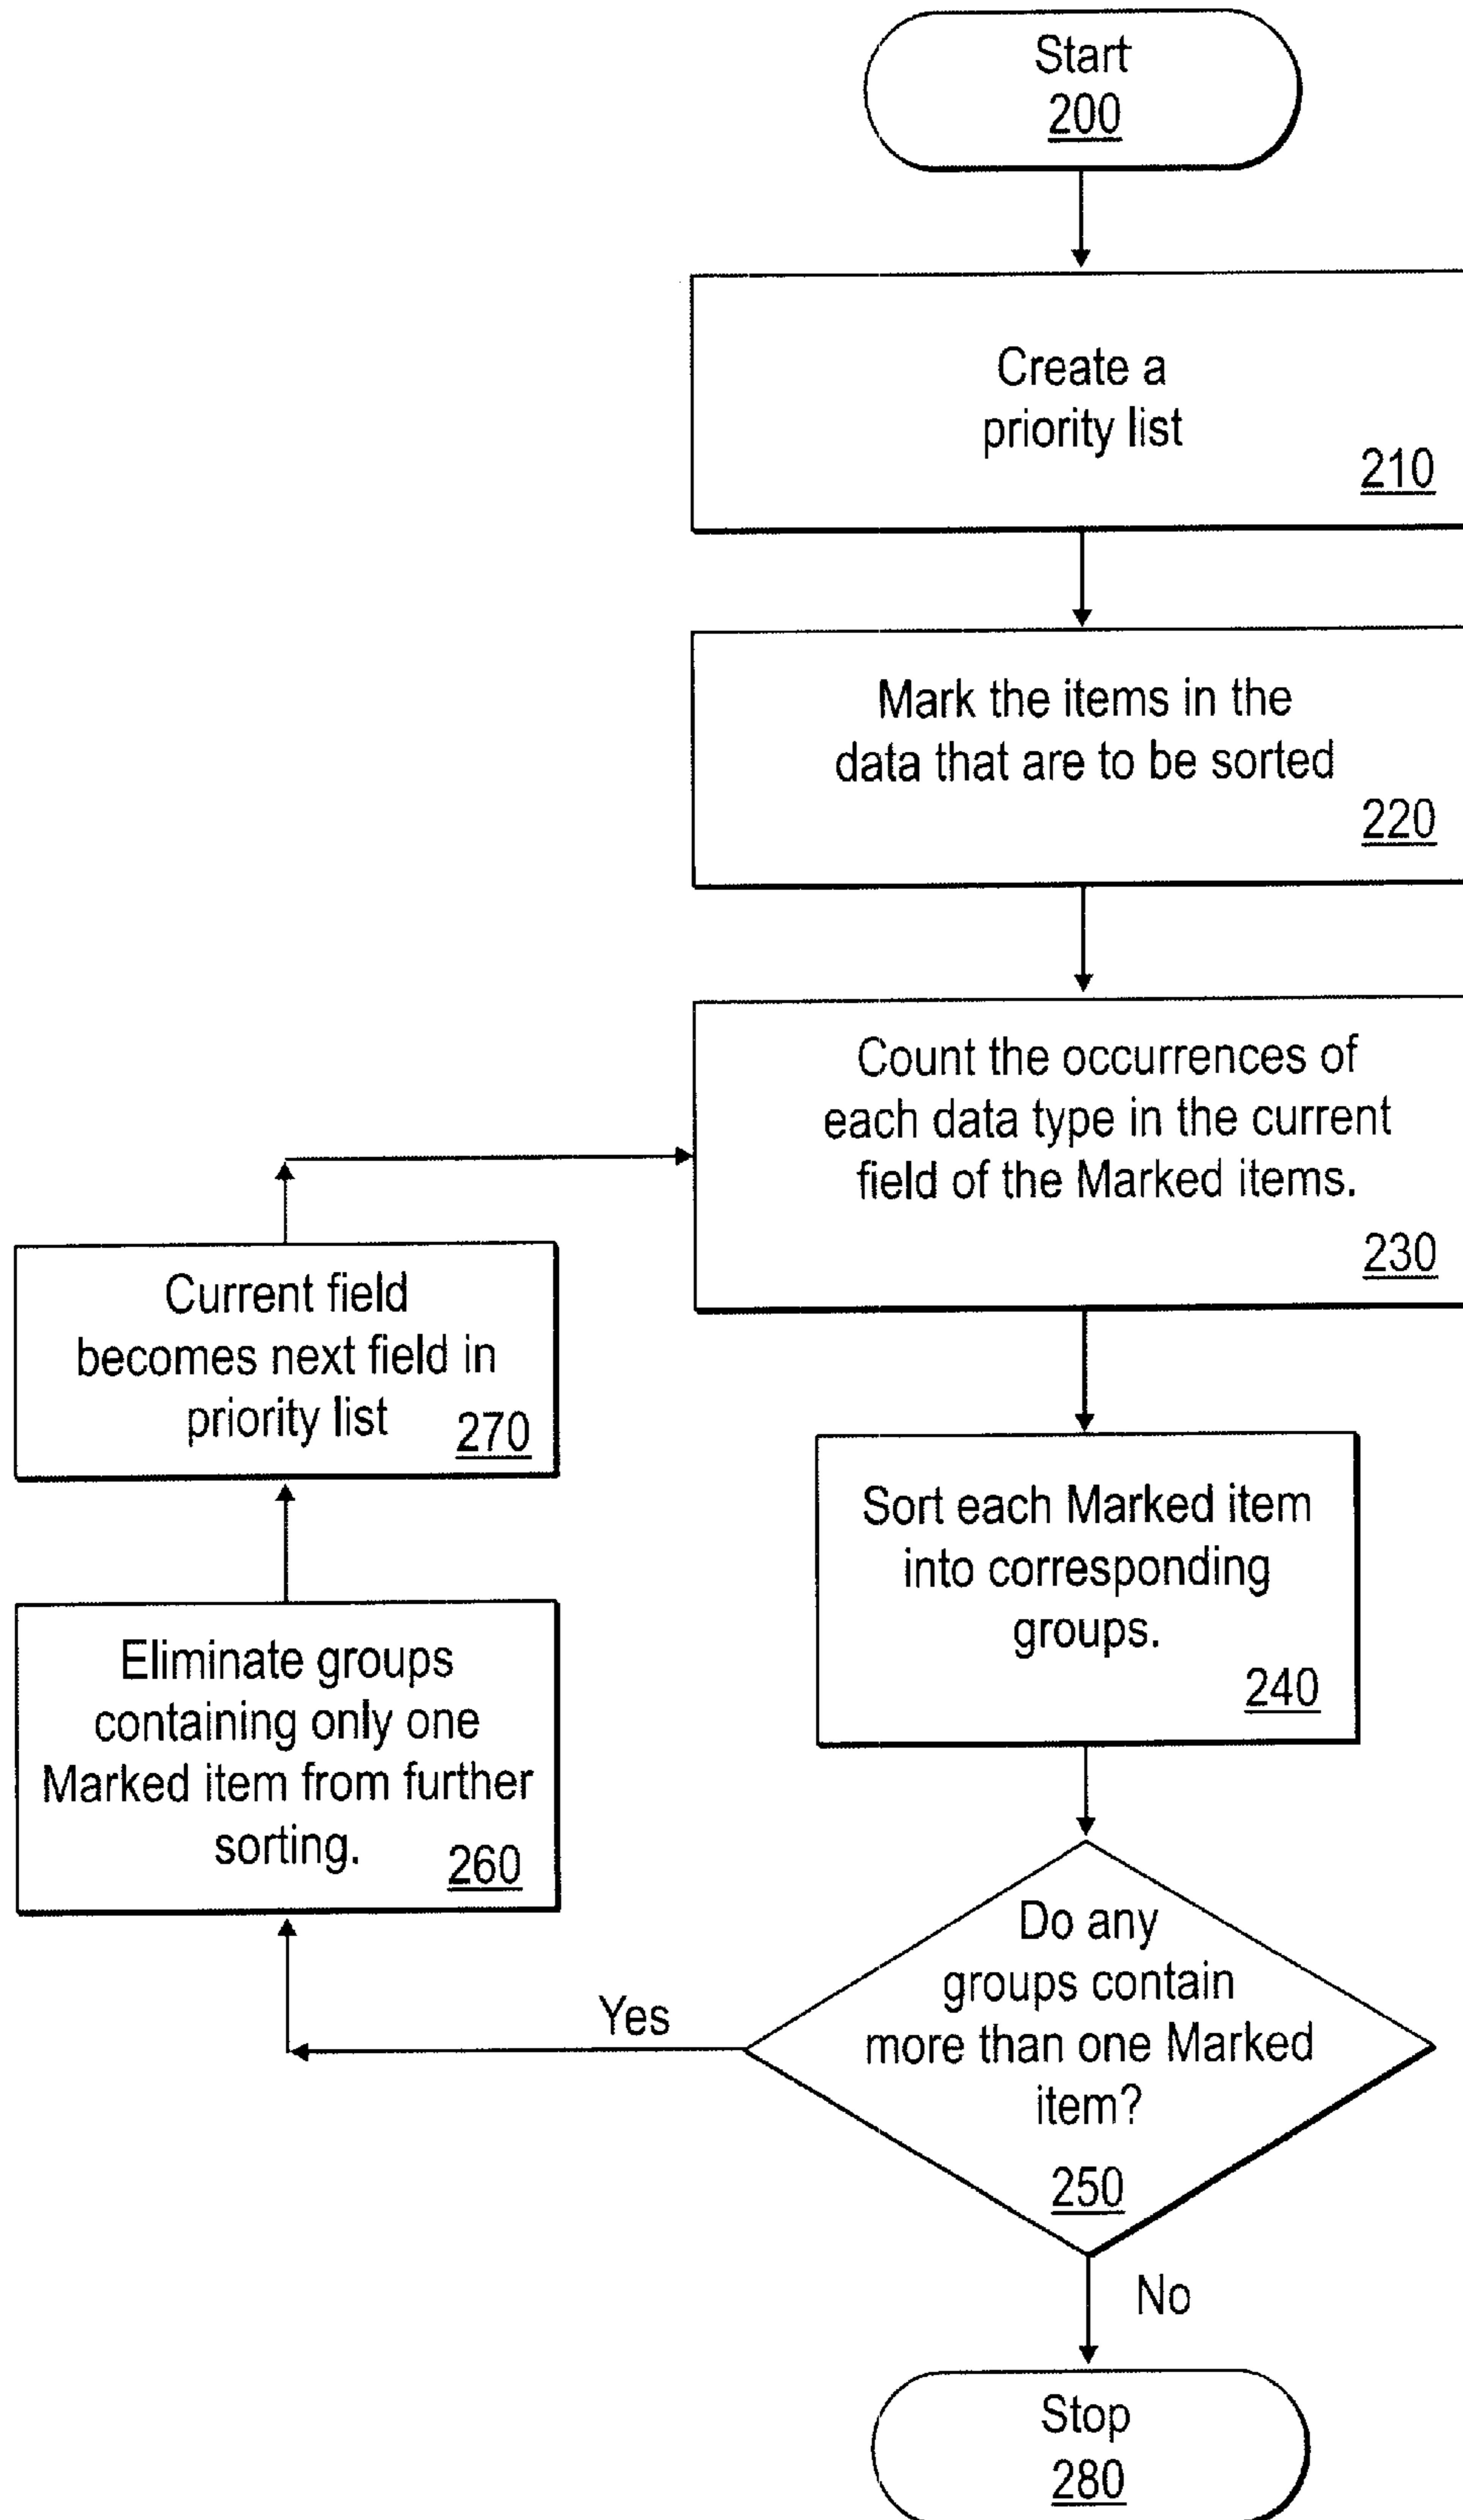 Start
200
Create a
priority list
210
Mark the items in the
data that are to be sorted
220
Count the occurrences of
each data type in the current
field of the Marked items.
230
Current field
becomes next field in
priority list
270
Sort each Marked item
into corresponding
groups.
240
Eliminate groups
containing only one
Marked item from further
sorting.
260
Do any
groups contain
more than one Marked
item?
250
Yes
No
Stop
280